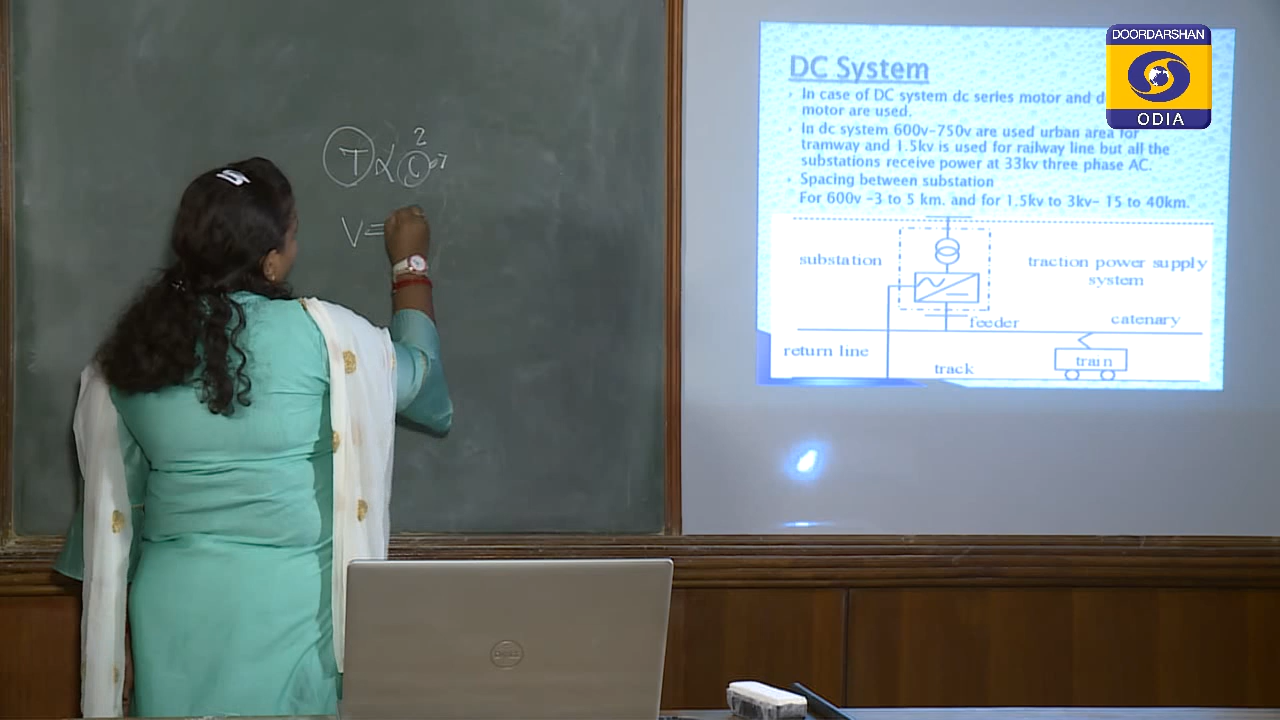 T ∝
2
V =
DC System
In case of DC system dc series motor and d
motor are used.
In dc system 600v-750v are used urban area for
tramway and 1.5kv is used for railway line but all the
substations receive power at 33kv three phase AC.
Spacing between substation
For 600v -3 to 5 km. and for 1.5kv to 3kv- 15 to 40km.
substation
traction power supply
system
feeder
catenary
return line
train
track
DOORDARSHAN
ODIA
DELL